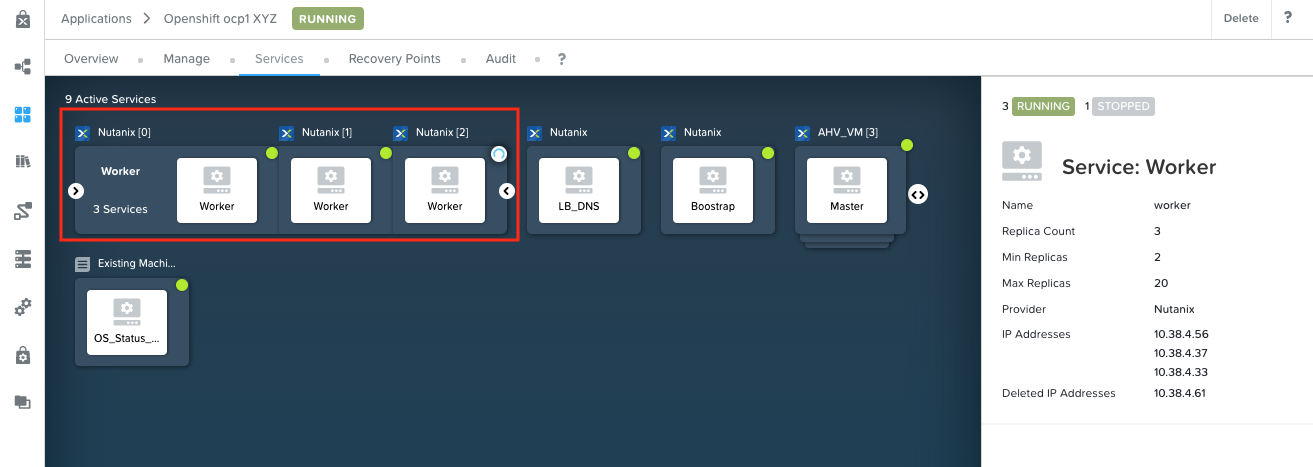 Applications > Openshift ocp1 XYZ RUNNING Delete ?
Overview Manage Services Recovery Points Audit ?
9 Active Services
Nutanix [0] Nutanix [1] Nutanix [2] Nutanix Nutanix AHV_VM [3]
Worker
3 Services
Worker Worker Worker LB_DNS Boostrap Master
Existing Machi...
OS_Status_...
3 RUNNING 1 STOPPED
Service: Worker
Name worker
Replica Count 3
Min Replicas 2
Max Replicas 20
Provider Nutanix
IP Addresses 10.38.4.56
10.38.4.37
10.38.4.33
Deleted IP Addresses 10.38.4.61